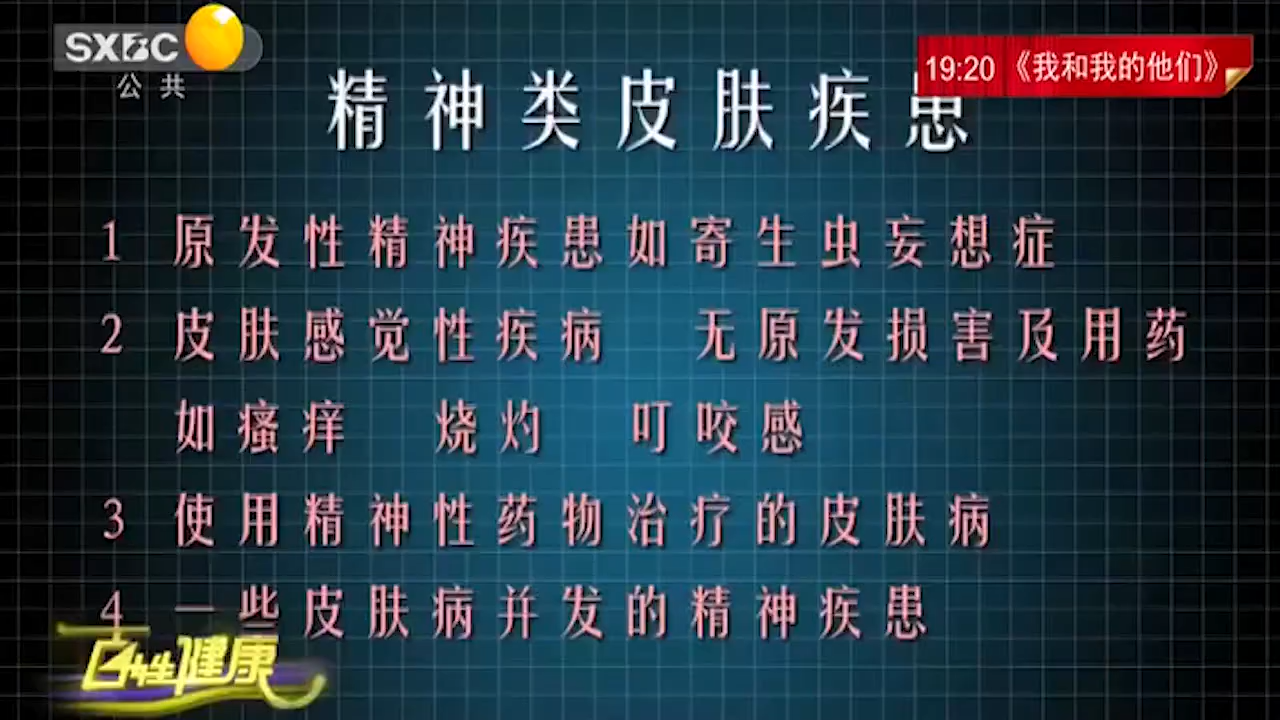 SXBC
公共
19:20《我和我的他们》
精神类皮肤疾患
1 原发性精神疾患如寄生虫妄想症
2 皮肤感觉性疾病 无原发损害及用药
如瘙痒 烧灼 叮咬感
3 使用精神性药物治疗的皮肤病
4 一些皮肤病并发的精神疾患
百姓健康